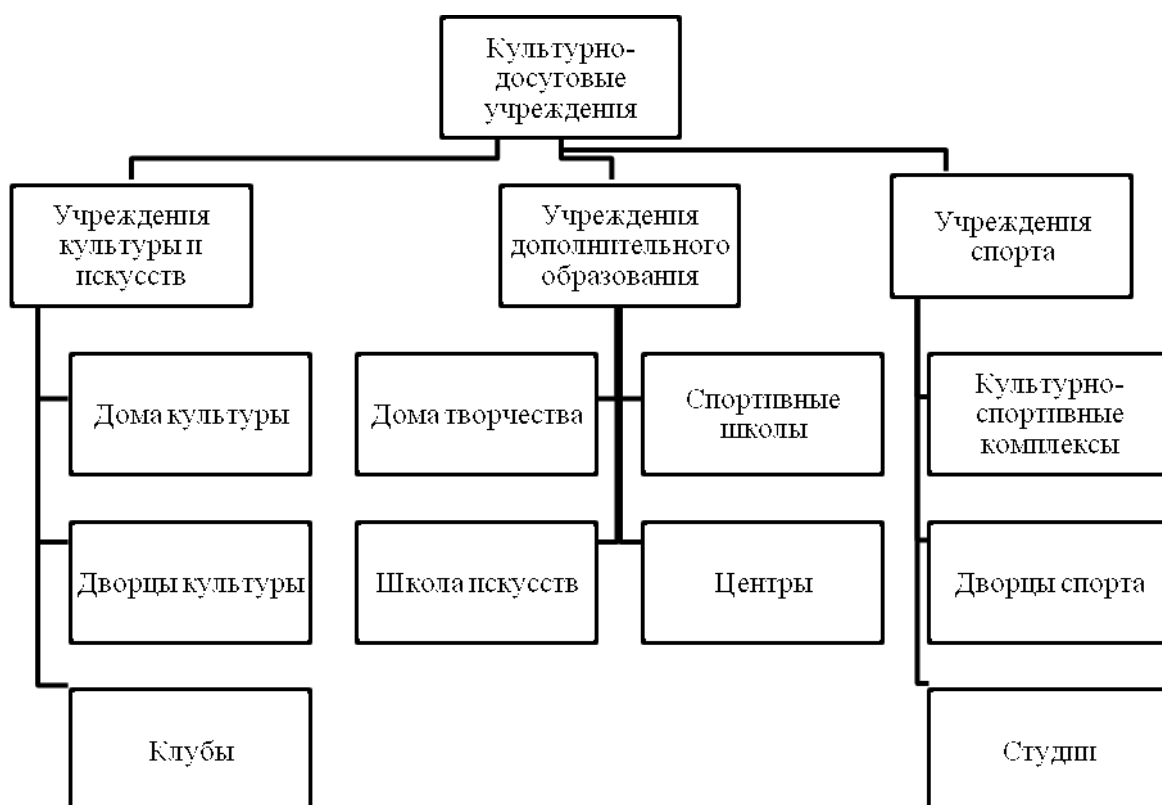 Культурно-
досуговые
учреждения
Учреждения
культуры и
искусств
Учреждения
дополнительного
образования
Учреждения
спорта
Дома культуры
Дома творчества
Спортивные
школы
Культурно-
спортивные
комплексы
Дворцы культуры
Школа искусств
Центры
Дворцы спорта
Клубы
Студии